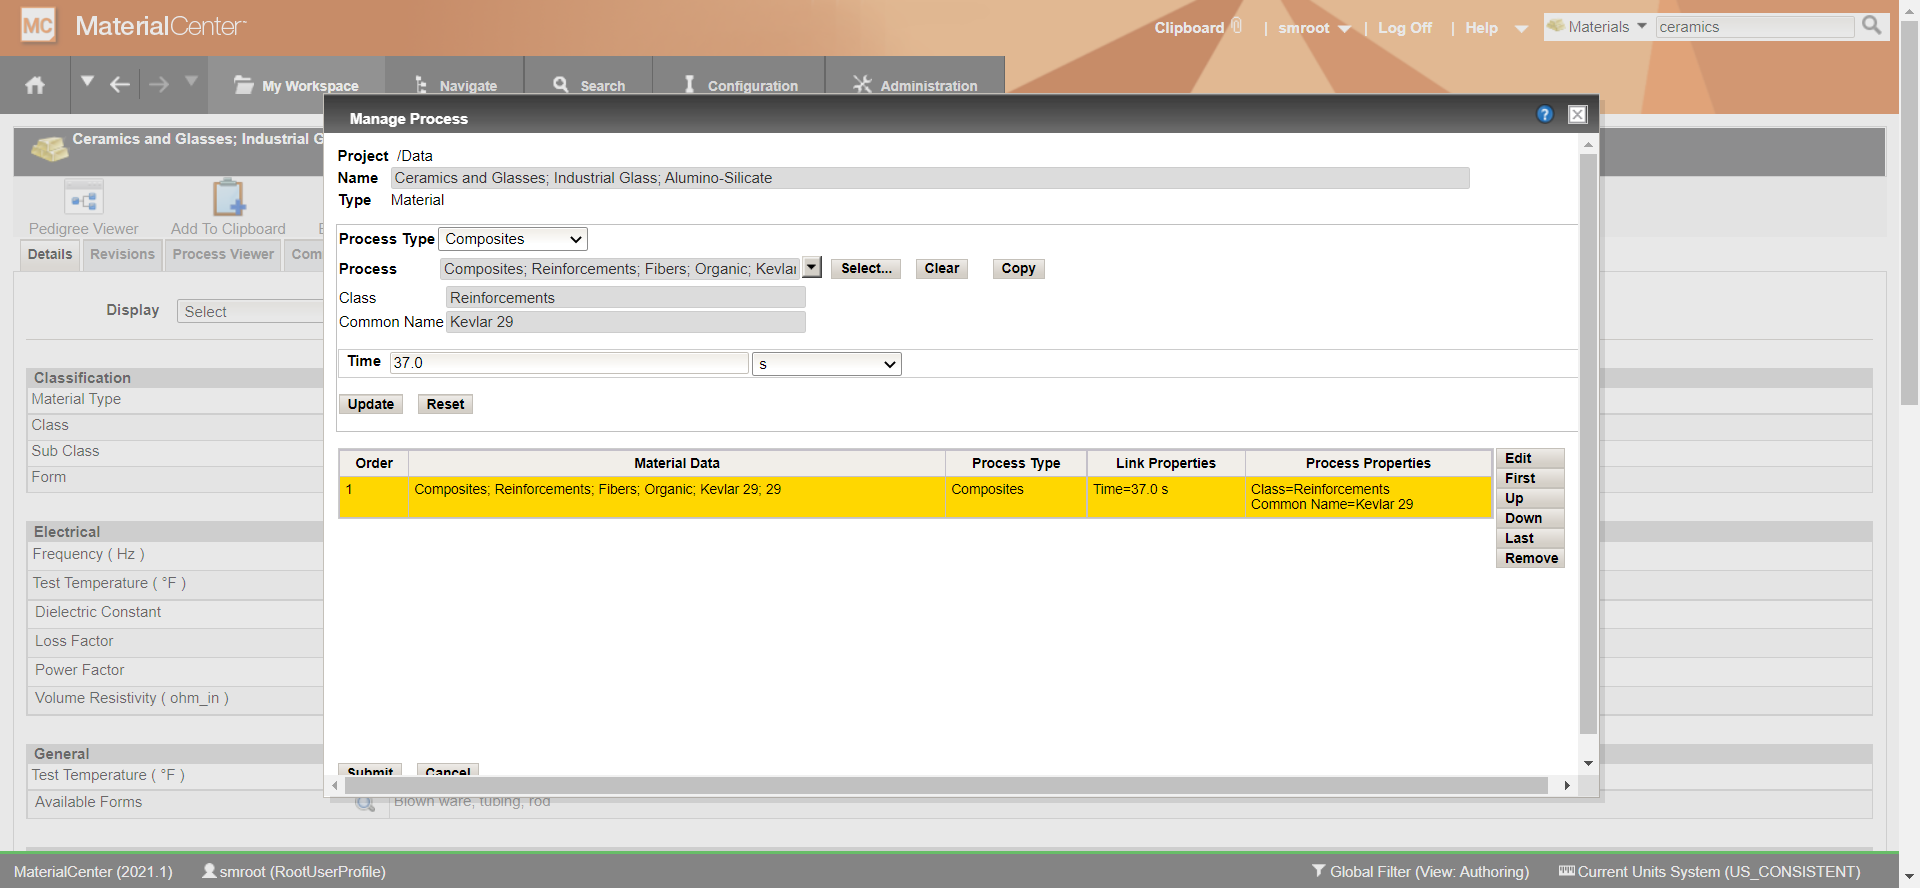 MC MaterialCenter
Clipboard | smroot | Log Off | Help
Materials ceramics
My Workspace Navigate Search Configuration Administration
Ceramics and Glasses; Industrial G
Pedigree Viewer Add To Clipboard
Details Revisions Process Viewer Com
Display Select
Classification
Material Type
Class
Sub Class
Form
Electrical
Frequency ( Hz )
Test Temperature ( °F )
Dielectric Constant
Loss Factor
Power Factor
Volume Resistivity ( ohm_in )
General
Test Temperature ( °F )
Available Forms Blown ware, tubing, rod
Manage Process ?
Project /Data
Name Ceramics and Glasses; Industrial Glass; Alumino-Silicate
Type Material
Process Type Composites
Process Composites; Reinforcements; Fibers; Organic; Kevlar Select... Clear Copy
Class Reinforcements
Common Name Kevlar 29
Time 37.0 s
Update Reset
Order Material Data Process Type Link Properties Process Properties
1 Composites; Reinforcements; Fibers; Organic; Kevlar 29; 29 Composites Time=37.0 s Class=Reinforcements
Common Name=Kevlar 29
Edit
First
Up
Down
Last
Remove
Submit Cancel
MaterialCenter (2021.1) smroot (RootUserProfile) Global Filter (View: Authoring) Current Units System (US_CONSISTENT)